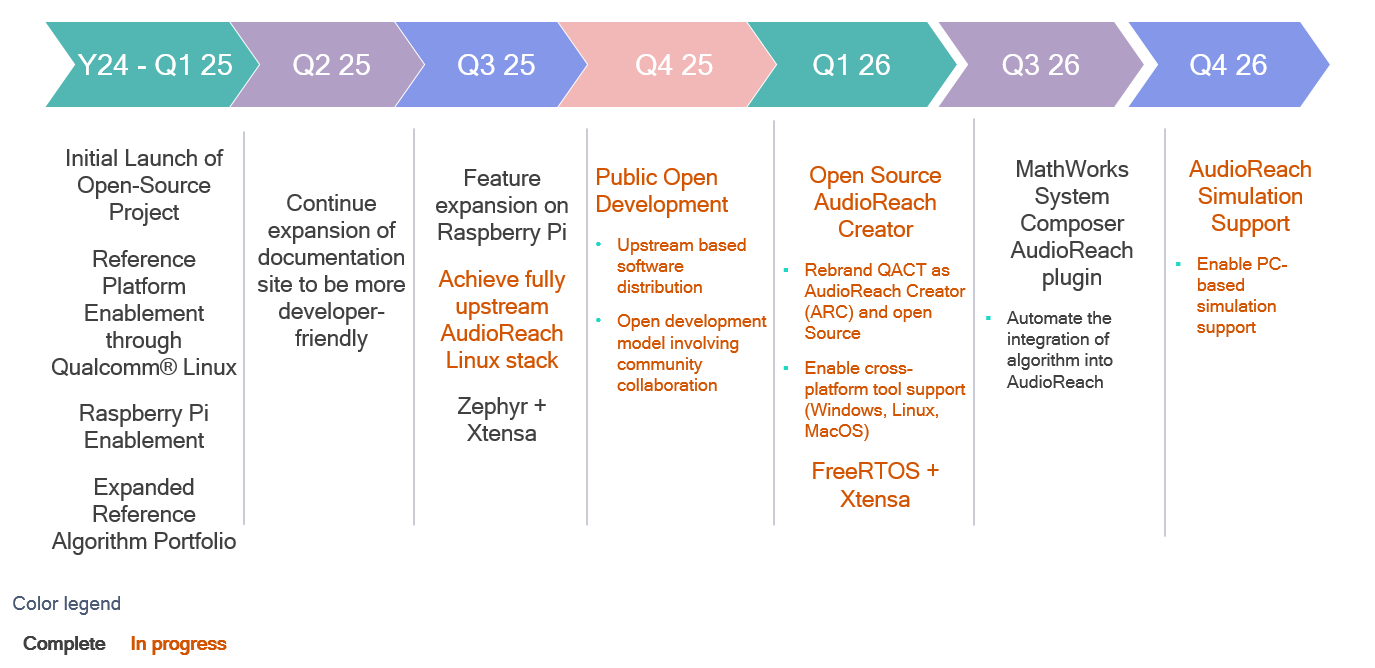 Y24 - Q1 25
Q2 25
Q3 25
Q4 25
Q1 26
Q3 26
Q4 26
Initial Launch of
Open-Source
Project
Reference
Platform
Enablement
through
Qualcomm® Linux
Raspberry Pi
Enablement
Expanded
Reference
Algorithm Portfolio
Continue
expansion of
documentation
site to be more
developer-
friendly
Feature
expansion on
Raspberry Pi
Achieve fully
upstream
AudioReach
Linux stack
Zephyr +
Xtensa
Public Open
Development
▪ Upstream based
software
distribution
▪ Open development
model involving
community
collaboration
Open Source
AudioReach
Creator
▪ Rebrand QACT as
AudioReach Creator
(ARC) and open
Source
▪ Enable cross-
platform tool support
(Windows, Linux,
MacOS)
FreeRTOS +
Xtensa
MathWorks
System
Composer
AudioReach
plugin
▪ Automate the
integration of
algorithm into
AudioReach
AudioReach
Simulation
Support
▪ Enable PC-
based
simulation
support
Color legend
Complete In progress